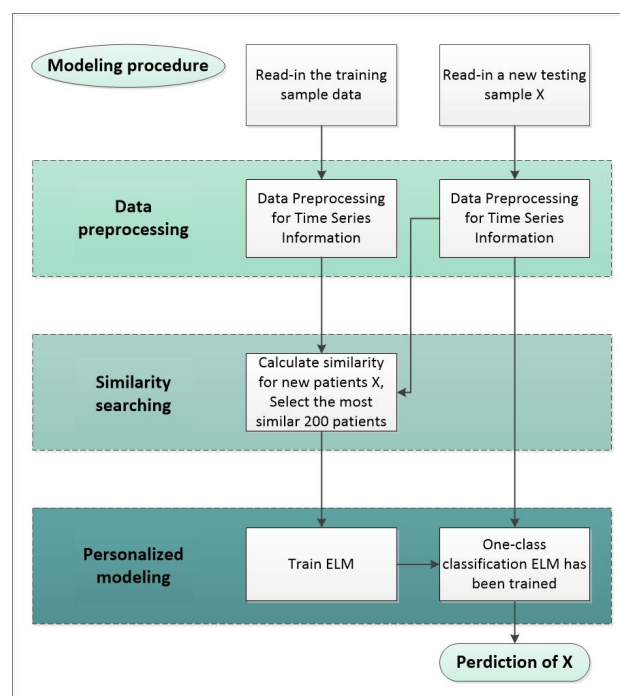 Modeling procedure
Read-in the training
sample data
Read-in a new testing
sample X
Data
preprocessing
Data Preprocessing
for Time Series
Information
Data Preprocessing
for Time Series
Information
Similarity
searching
Calculate similarity
for new patients X,
Select the most
similar 200 patients
Personalized
modeling
Train ELM
One-class
classification ELM has
been trained
Perdiction of X